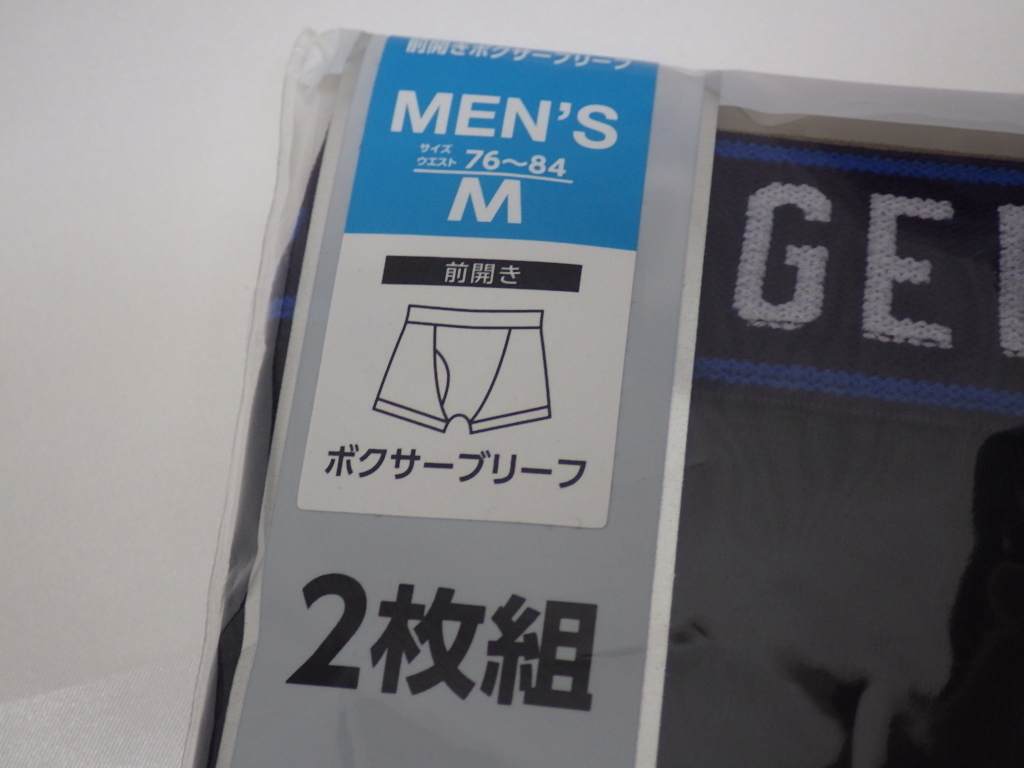 前開きボクサーブリーフ
MEN'S
サイズ
ウエスト 76〜84
M
前開き
ボクサーブリーフ
2枚組
GE